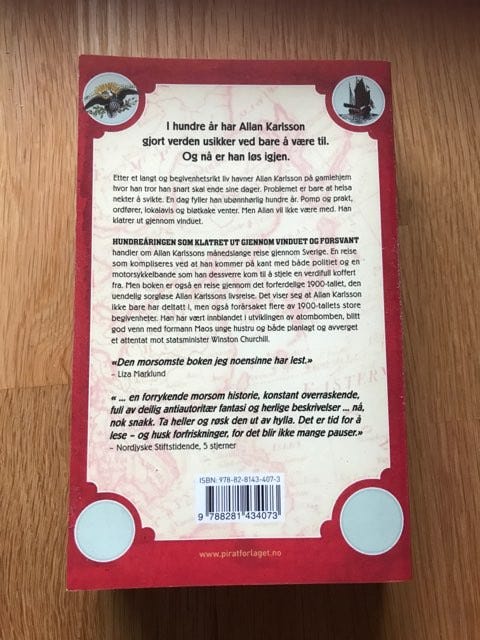 I hundre år har Allan Karlsson
gjort verden usikker ved bare å være til.
Og nå er han løs igjen.
Etter et langt og begivenhetsrikt liv havner Allan Karlsson på gamlehjem
hvor han tror han snart skal ende sine dager. Problemet er bare at helsa
nekter å svikte. En dag fyller han ubønnhørlig hundre år. Pomp og prakt,
ordfører, lokalavis og bløtkake venter. Men Allan vil ikke være med. Han
klatrer ut gjennom vinduet.
HUNDREÅRINGEN SOM KLATRET UT GJENNOM VINDUET OG FORSVANT
handler om Allan Karlssons månedslange reise gjennom Sverige. En reise
som kompliseres ved at han kommer på kant med både politiet og en
motorsykkelbande som han dessverre kom til å stjele en verdifull koffert
fra. Men boken er også en reise gjennom det forferdelige 1900-tallet, den
uendelig sorgløse Allan Karlssons livsreise. Det viser seg at Allan Karlsson
ikke bare har deltatt i, men også forårsaket flere av 1900-tallets store
begivenheter. Han har vært innblandet i utviklingen av atombomben, blitt
god venn med formann Maos unge hustru og både planlagt og avverget
et attentat mot statsminister Winston Churchill.
«Den morsomste boken jeg noensinne har lest.»
– Liza Marklund
« ... en forrykende morsom historie, konstant overraskende,
full av deilig antiautoritær fantasi og herlige beskrivelser ... nå,
nok snakk. Ta heller og røsk den ut av hylla. Det er tid for å
lese – og husk forfriskninger, for det blir ikke mange pauser.»
– Nordjyske Stiftstidende, 5 stjerner
ISBN: 978-82-8143-407-3
9 788281 434073
www.piratforlaget.no